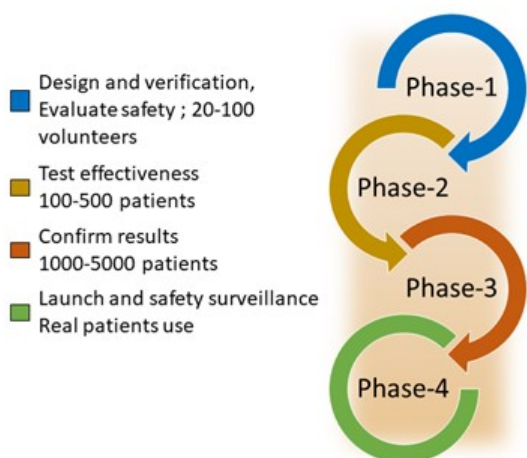 Design and verification,
Evaluate safety ; 20-100
volunteers
Test effectiveness
100-500 patients
Confirm results
1000-5000 patients
Launch and safety surveillance
Real patients use
Phase-1
Phase-2
Phase-3
Phase-4